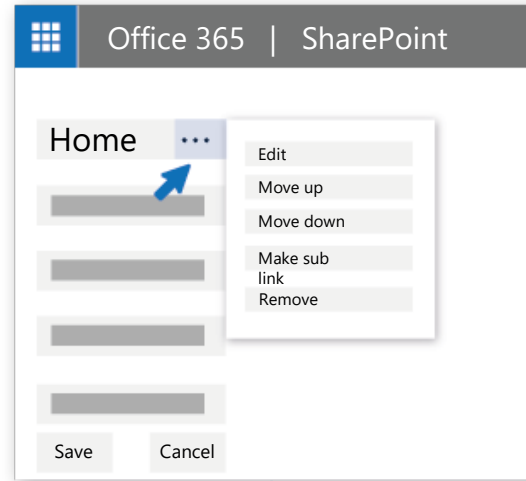 Office 365 | SharePoint
Home ...
Edit
Move up
Move down
Make sub
link
Remove
Save Cancel